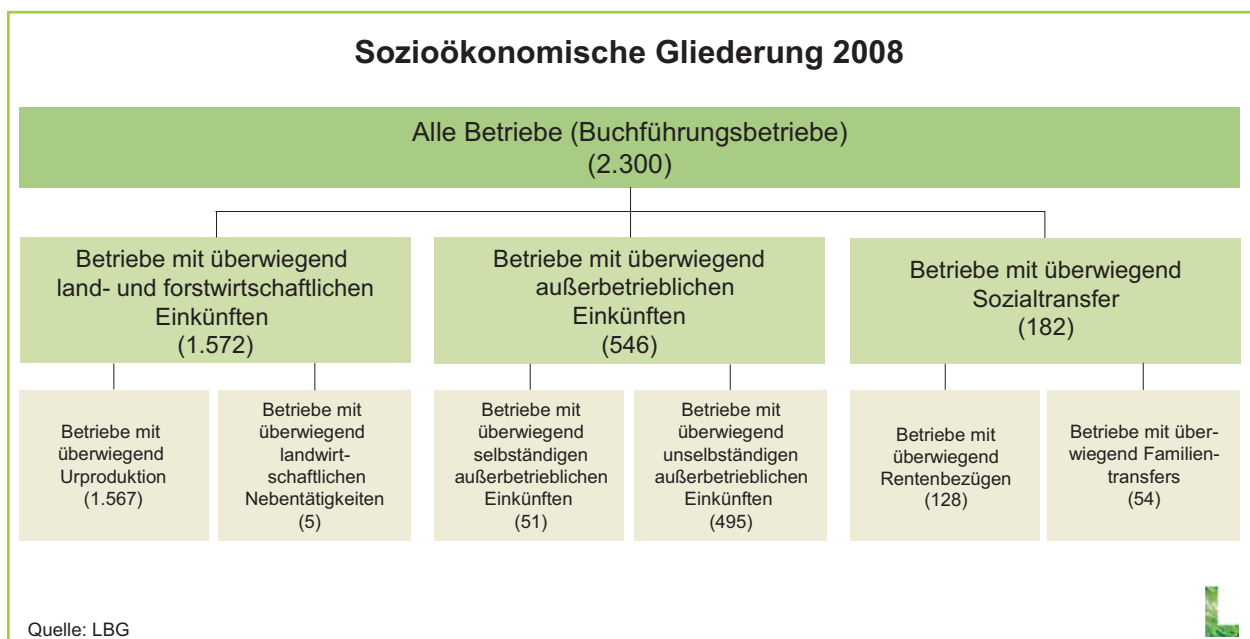 Sozioökonomische Gliederung 2008
Alle Betriebe (Buchführungsbetriebe)
(2.300)
Betriebe mit überwiegend
land- und forstwirtschaftlichen
Einkünften
(1.572)
Betriebe mit überwiegend
außerbetrieblichen
Einkünften
(546)
Betriebe mit überwiegend
Sozialtransfer
(182)
Betriebe mit
überwiegend
Urproduktion
(1.567)
Betriebe mit
überwiegend
landwirt-
schaftlichen
Nebentätigkeiten
(5)
Betriebe mit
überwiegend
selbständigen
außerbetrieblichen
Einkünften
(51)
Betriebe mit
überwiegend
unselbständigen
außerbetrieblichen
Einkünften
(495)
Betriebe mit
überwiegend
Rentenbezügen
(128)
Betriebe mit über-
wiegend Familien-
transfers
(54)
Quelle: LBG
L